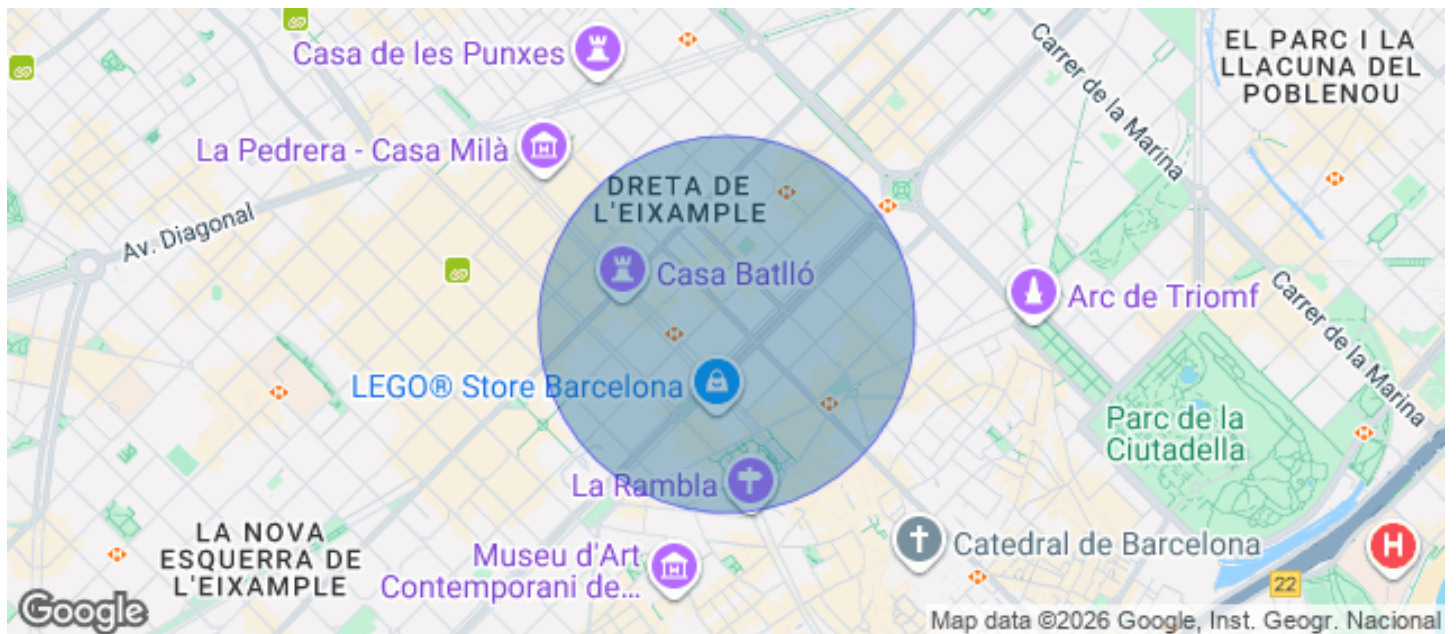 Casa de les Punxes
Carrer de la Marina
EL PARC I LA
LLACUNA DEL
POBLENOU
La Pedrera - Casa Milà
DRETA DE
L'EIXAMPLE
Av. Diagonal
Casa Batlló
Arc de Triomf
Carrer de la Marina
LEGO® Store Barcelona
Parc de la
Ciutadella
La Rambla
LA NOVA
ESQUERRA DE
L'EIXAMPLE
Museu d'Art
Contemporani de...
Catedral de Barcelona
H
22
Google
Map data ©2026 Google, Inst. Geogr. Nacional